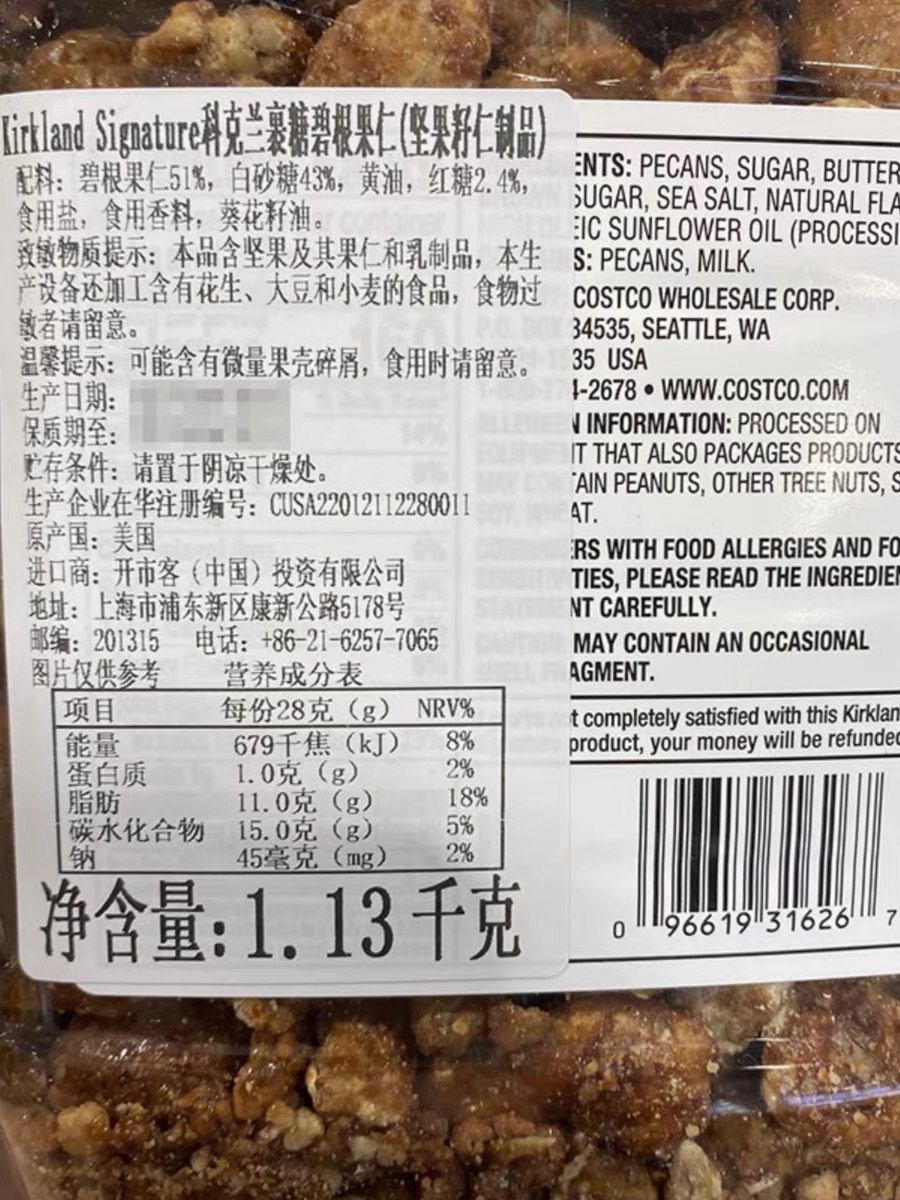 Kirkland Signature科克兰裹糖碧根果仁(坚果籽仁制品)
配料：碧根果仁51%，白砂糖43%，黄油，红糖2.4%，
食用盐，食用香料，葵花籽油。
致敏物质提示：本品含坚果及其果仁和乳制品，本生
产设备还加工含有花生、大豆和小麦的食品，食物过
敏者请留意。
温馨提示：可能含有微量果壳碎屑，食用时请留意。
生产日期：
保质期至：
贮存条件：请置于阴凉干燥处。
生产企业在华注册编号：CUSA22012112280011
原产国：美国
进口商：开市客（中国）投资有限公司
地址：上海市浦东新区康新公路5178号
邮编：201315 电话：+86-21-6257-7065
图片仅供参考 营养成分表
项目 每份28克（g） NRV%
能量 679千焦（kJ） 8%
蛋白质 1.0克（g） 2%
脂肪 11.0克（g） 18%
碳水化合物 15.0克（g） 5%
钠 45毫克（mg） 2%
净含量：1.13千克
ENTS: PECANS, SUGAR, BUTTER
SUGAR, SEA SALT, NATURAL FLA
EIC SUNFLOWER OIL (PROCESSI
S: PECANS, MILK.
COSTCO WHOLESALE CORP.
34535, SEATTLE, WA
35 USA
4-2678 • WWW.COSTCO.COM
N INFORMATION: PROCESSED ON
NT THAT ALSO PACKAGES PRODUCTS
TAIN PEANUTS, OTHER TREE NUTS, S
AT.
ERS WITH FOOD ALLERGIES AND FO
TIES, PLEASE READ THE INGREDIEN
NT CAREFULLY.
MAY CONTAIN AN OCCASIONAL
AGMENT.
t completely satisfied with this Kirklan
product, your money will be refunded
0 96619 31626 7